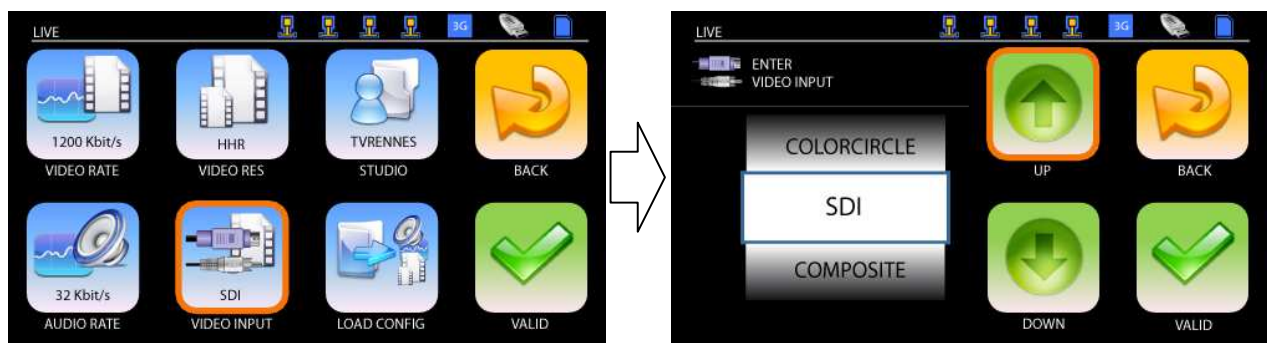 LIVE
3G
1200 Kbit/s
HHR
TVRENNES
VIDEO RATE
VIDEO RES
STUDIO
BACK
32 Kbit/s
SDI
AUDIO RATE
VIDEO INPUT
LOAD CONFIG
VALID
LIVE
3G
ENTER
VIDEO INPUT
COLORCIRCLE
SDI
COMPOSITE
UP
BACK
DOWN
VALID